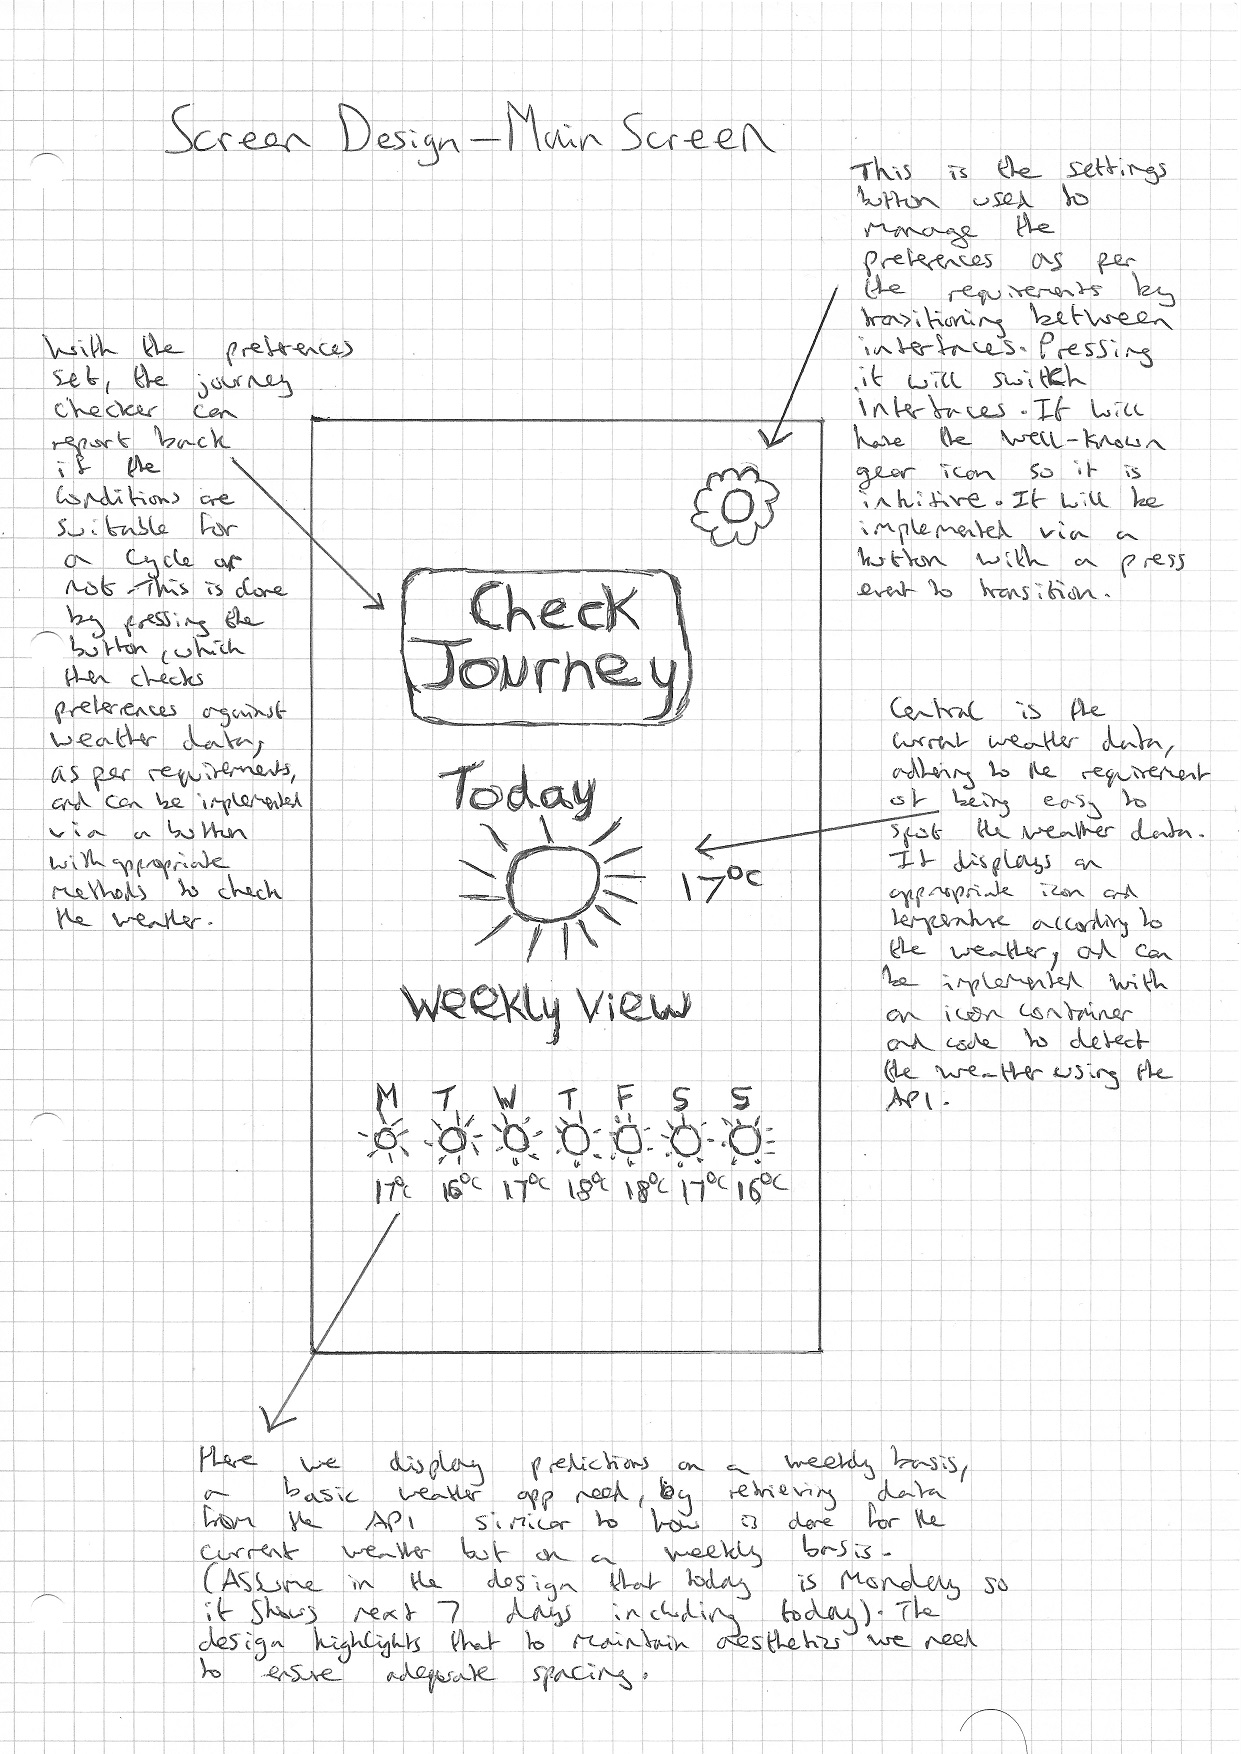 Screen Design - Main Screen
This is the settings
button used to
manage the
preferences as per
the requirements by
transitioning between
interfaces. Pressing
it will switch
interfaces. It will
have the well-known
gear icon so it is
intuitive. It will be
implemented via a
button with a press
event to transition.
With the prefrences
set, the journey
checker can
report back
if the
conditions are
suitable for
a cycle or
not. This is done
by pressing the
button, which
then checks
preferences against
weather data,
as per requirements,
and can be implemented
via a button
with appropriate
methods to check
the weather.
Check
Journey
Today
17°C
Central is the
current weather data,
adhering to the requirement
of being easy to
spot the weather data.
It displays an
appropriate icon and
temperature according to
the weather, and can
be implemented with
an icon container
and code to detect
the weather using the
API.
Weekly View
M T W T F S S
17°C 16°C 17°C 18°C 18°C 17°C 16°C
Here we display predictions on a weekly basis,
a basic weather app need, by retrieving data
from the API similar to how is done for the
current weather but on a weekly basis.
(Assume in the design that today is Monday so
it shows next 7 days including today). The
design highlights that to maintain aesthetics we need
to ensure adequate spacing.